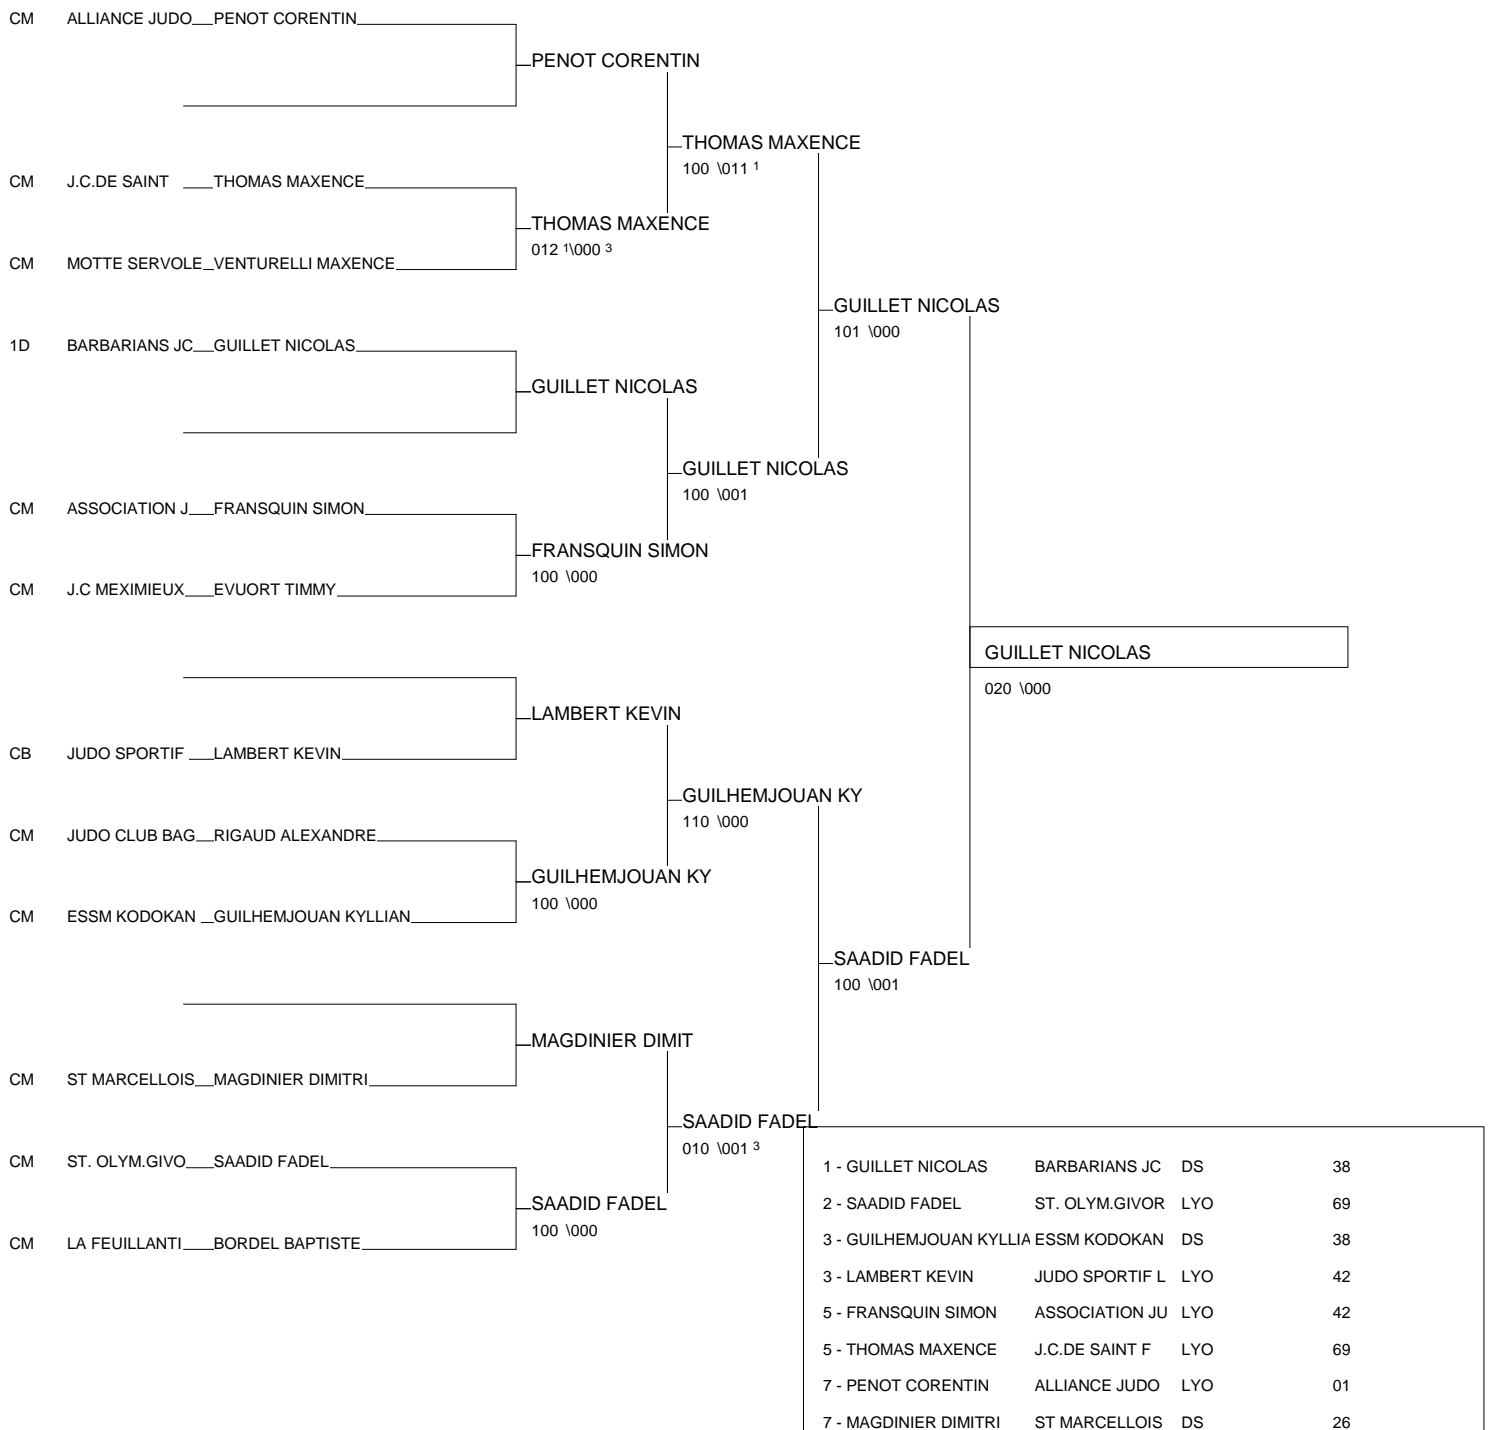 CM ALLIANCE JUDO PENOT CORENTIN
PENOT CORENTIN
THOMAS MAXENCE
100 \011 1
CM J.C.DE SAINT THOMAS MAXENCE
THOMAS MAXENCE
012 1\000 3
CM MOTTE SERVOLE VENTURELLI MAXENCE
GUILLET NICOLAS
101 \000
1D BARBARIANS JC GUILLET NICOLAS
GUILLET NICOLAS
GUILLET NICOLAS
100 \001
CM ASSOCIATION J FRANSQUIN SIMON
FRANSQUIN SIMON
100 \000
CM J.C MEXIMIEUX EVUORT TIMMY
GUILLET NICOLAS
020 \000
LAMBERT KEVIN
CB JUDO SPORTIF LAMBERT KEVIN
GUILHEMJOUAN KY
110 \000
CM JUDO CLUB BAG RIGAUD ALEXANDRE
GUILHEMJOUAN KY
100 \000
CM ESSM KODOKAN GUILHEMJOUAN KYLLIAN
SAADID FADEL
100 \001
MAGDINIER DIMIT
CM ST MARCELLOIS MAGDINIER DIMITRI
SAADID FADEL
010 \001 3
CM ST. OLYM.GIVO SAADID FADEL
SAADID FADEL
100 \000
CM LA FEUILLANTI BORDEL BAPTISTE
1 - GUILLET NICOLAS BARBARIANS JC DS 38
2 - SAADID FADEL ST. OLYM.GIVOR LYO 69
3 - GUILHEMJOUAN KYLLIA ESSM KODOKAN DS 38
3 - LAMBERT KEVIN JUDO SPORTIF L LYO 42
5 - FRANSQUIN SIMON ASSOCIATION JU LYO 42
5 - THOMAS MAXENCE J.C.DE SAINT F LYO 69
7 - PENOT CORENTIN ALLIANCE JUDO LYO 01
7 - MAGDINIER DIMITRI ST MARCELLOIS DS 26